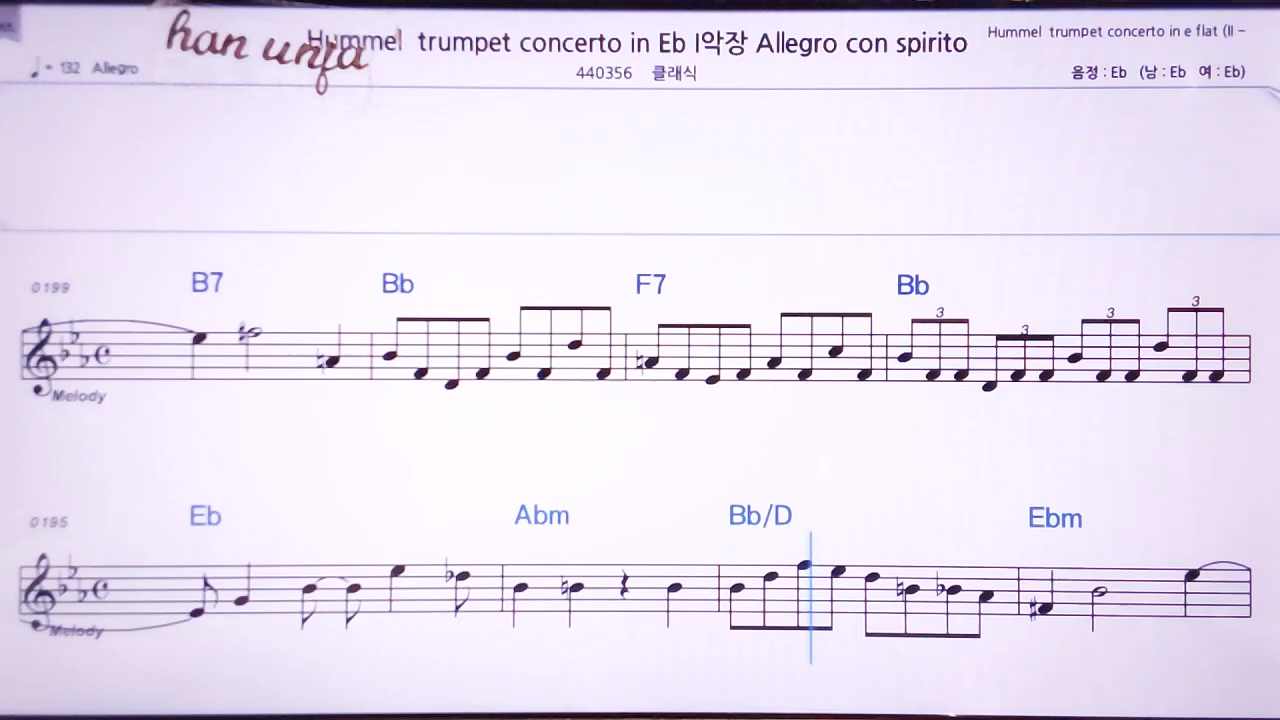 han unfa
Hummel trumpet concerto in Eb I악장 Allegro con spirito
Hummel trumpet concerto in e flat (II -
♩ = 132 Allegro
440356 클래식
음정 : Eb (남 : Eb 여 : Eb)
0199
B7 Bb F7 Bb
3 3 3 3
Melody
0195
Eb Abm Bb/D Ebm
Melody